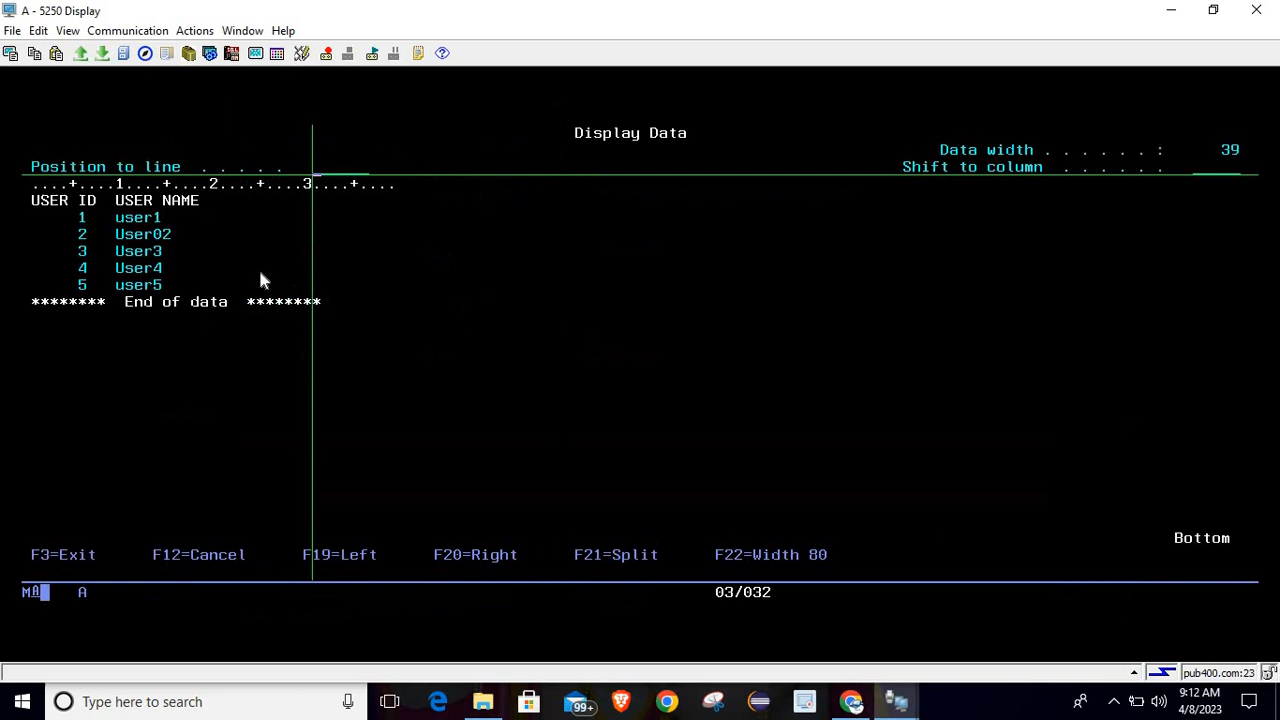 A - 5250 Display
File Edit View Communication Actions Window Help
Display Data
Data width . . . . . . : 39
Position to line . . . . . Shift to column . . . . . .
....+....1....+....2....+....3....+....
USER ID USER NAME
1 user1
2 User02
3 User3
4 User4
5 user5
******** End of data ********
Bottom
F3=Exit F12=Cancel F19=Left F20=Right F21=Split F22=Width 80
MA A 03/032
pub400.com:23
Type here to search 99+ 9:12 AM
4/8/2023